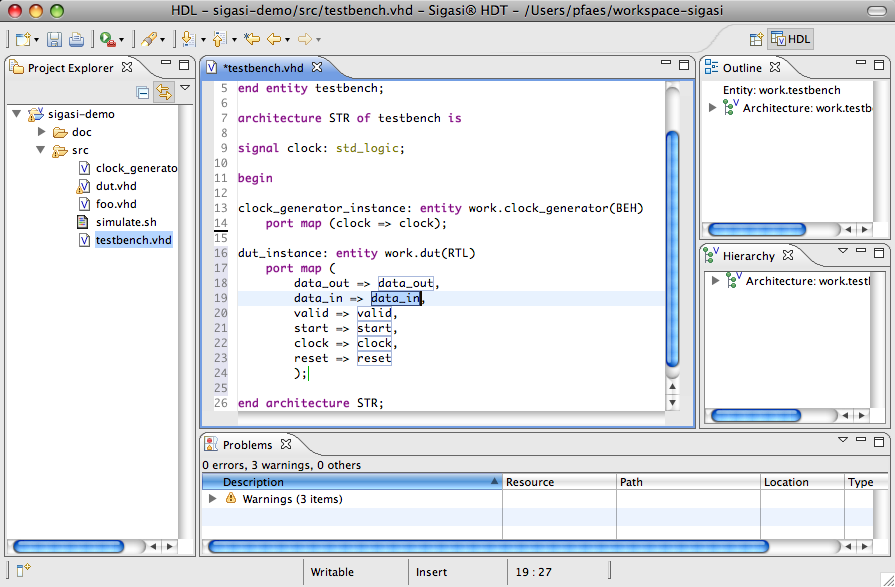 HDL - sigasi-demo/src/testbench.vhd - Sigasi® HDT - /Users/pfaes/workspace-sigasi
HDL
Project Explorer
sigasi-demo
doc
src
clock_generato
dut.vhd
foo.vhd
simulate.sh
testbench.vhd
*testbench.vhd
5 end entity testbench;
6
7 architecture STR of testbench is
8
9 signal clock: std_logic;
10
11 begin
12
13 clock_generator_instance: entity work.clock_generator(BEH)
14 port map (clock => clock);
15
16 dut_instance: entity work.dut(RTL)
17 port map (
18 data_out => data_out,
19 data_in => data_in,
20 valid => valid,
21 start => start,
22 clock => clock,
23 reset => reset
24 );
25
26 end architecture STR;
Outline
Entity: work.testbench
Architecture: work.testb
Hierarchy
Architecture: work.testl
Problems
0 errors, 3 warnings, 0 others
Description Resource Path Location Type
Warnings (3 items)
Writable Insert 19 : 27